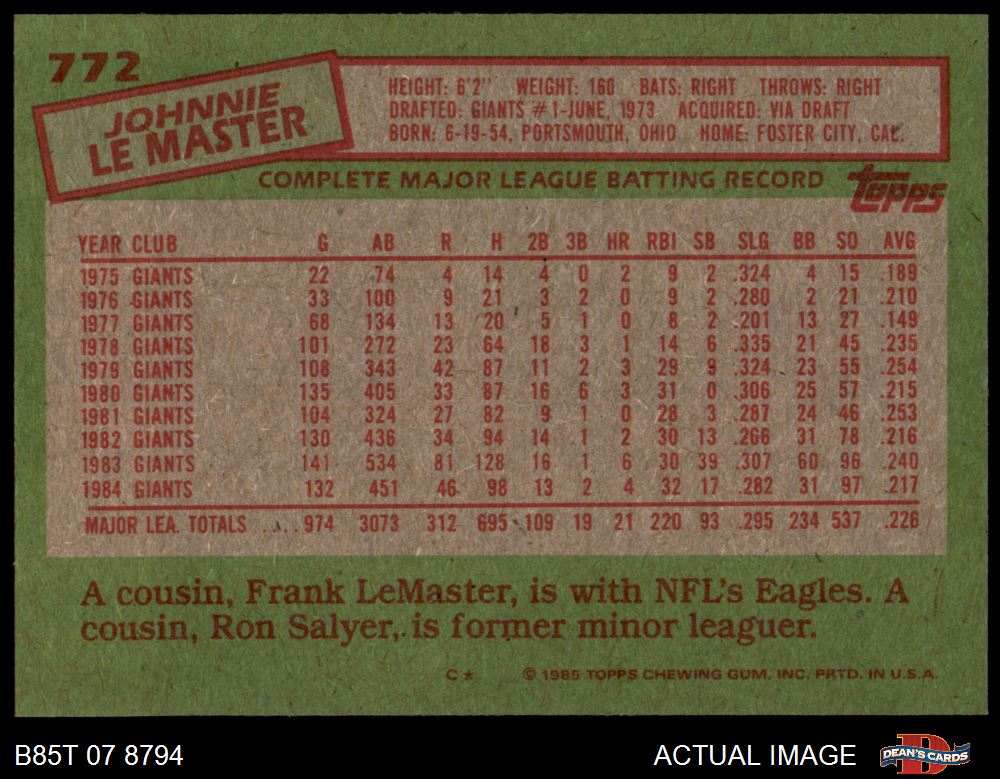 772
JOHNNIE
LE MASTER
HEIGHT: 6'2'' WEIGHT: 160 BATS: RIGHT THROWS: RIGHT
DRAFTED: GIANTS #1-JUNE, 1973 ACQUIRED: VIA DRAFT
BORN: 6-19-54, PORTSMOUTH, OHIO HOME: FOSTER CITY, CAL.
COMPLETE MAJOR LEAGUE BATTING RECORD
topps
YEAR CLUB G AB R H 2B 3B HR RBI SB SLG BB SO AVG
1975 GIANTS 22 74 4 14 4 0 2 9 2 .324 4 15 .189
1976 GIANTS 33 100 9 21 3 2 0 9 2 .280 2 21 .210
1977 GIANTS 68 134 13 20 5 1 0 8 2 .201 13 27 .149
1978 GIANTS 101 272 23 64 18 3 1 14 6 .335 21 45 .235
1979 GIANTS 108 343 42 87 11 2 3 29 9 .324 23 55 .254
1980 GIANTS 135 405 33 87 16 6 3 31 0 .306 25 57 .215
1981 GIANTS 104 324 27 82 9 1 0 28 3 .287 24 46 .253
1982 GIANTS 130 436 34 94 14 1 2 30 13 .266 31 78 .216
1983 GIANTS 141 534 81 128 16 1 6 30 39 .307 60 96 .240
1984 GIANTS 132 451 46 98 13 2 4 32 17 .282 31 97 .217
MAJOR LEA. TOTALS .... 974 3073 312 695 109 19 21 220 93 .295 234 537 .226
A cousin, Frank LeMaster, is with NFL's Eagles. A
cousin, Ron Salyer, is former minor leaguer.
C* © 1985 TOPPS CHEWING GUM, INC. PRTD. IN U.S.A.
B85T 07 8794 ACTUAL IMAGE DEAN'S CARDS